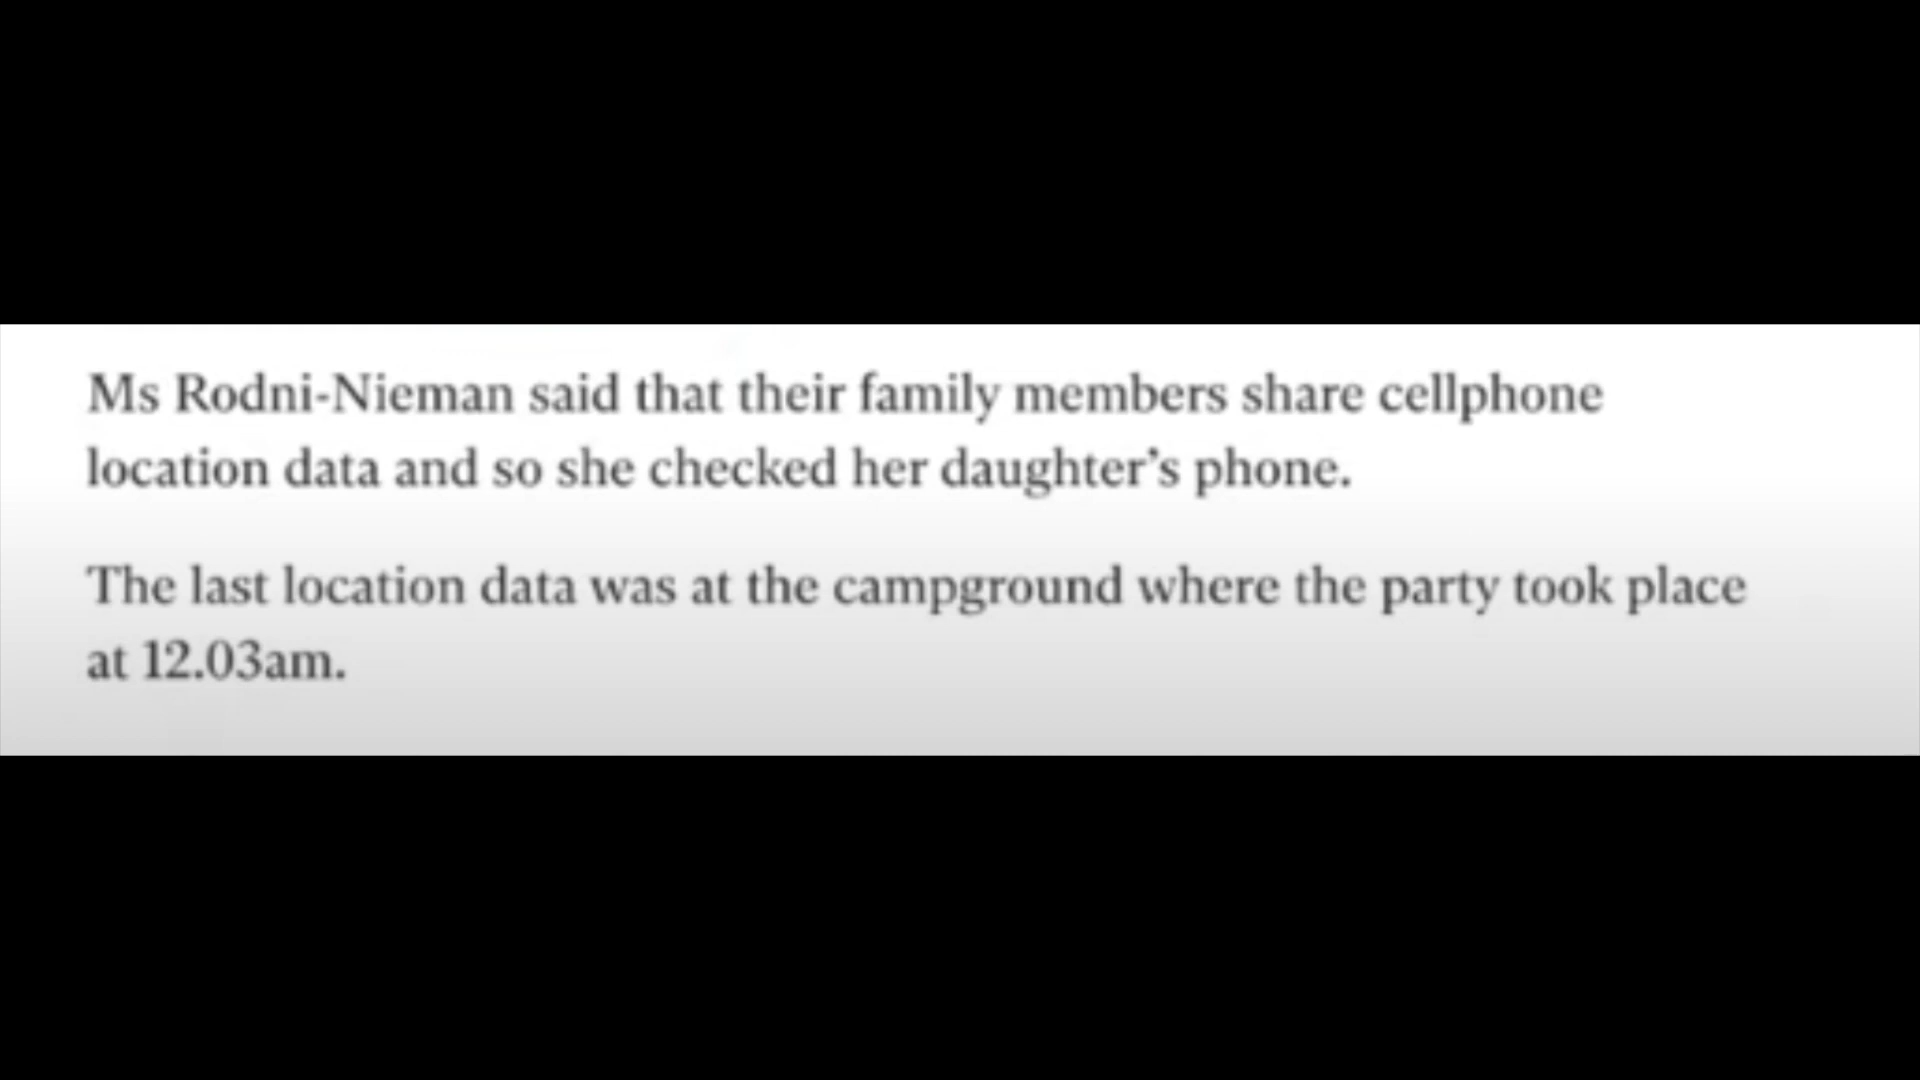 Ms Rodni-Nieman said that their family members share cellphone
location data and so she checked her daughter’s phone.
The last location data was at the campground where the party took place
at 12.03am.